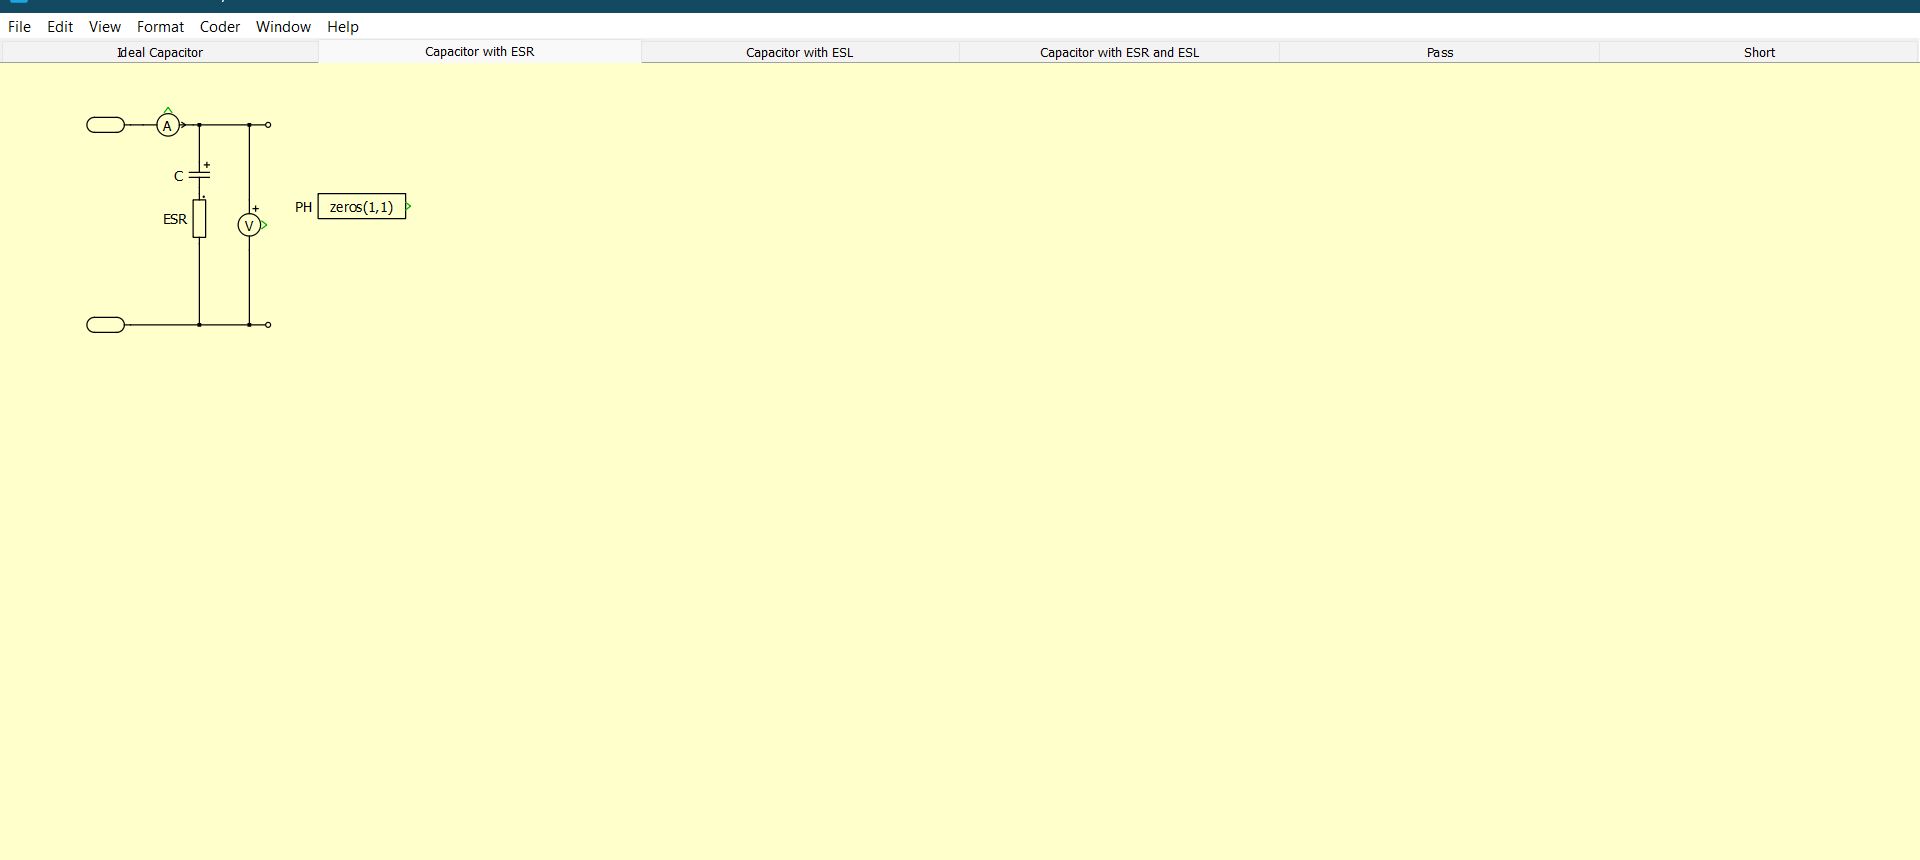 File Edit View Format Coder Window Help
Ideal Capacitor Capacitor with ESR Capacitor with ESL Capacitor with ESR and ESL Pass Short
A
+
C
ESR
+
V
PH zeros(1,1)